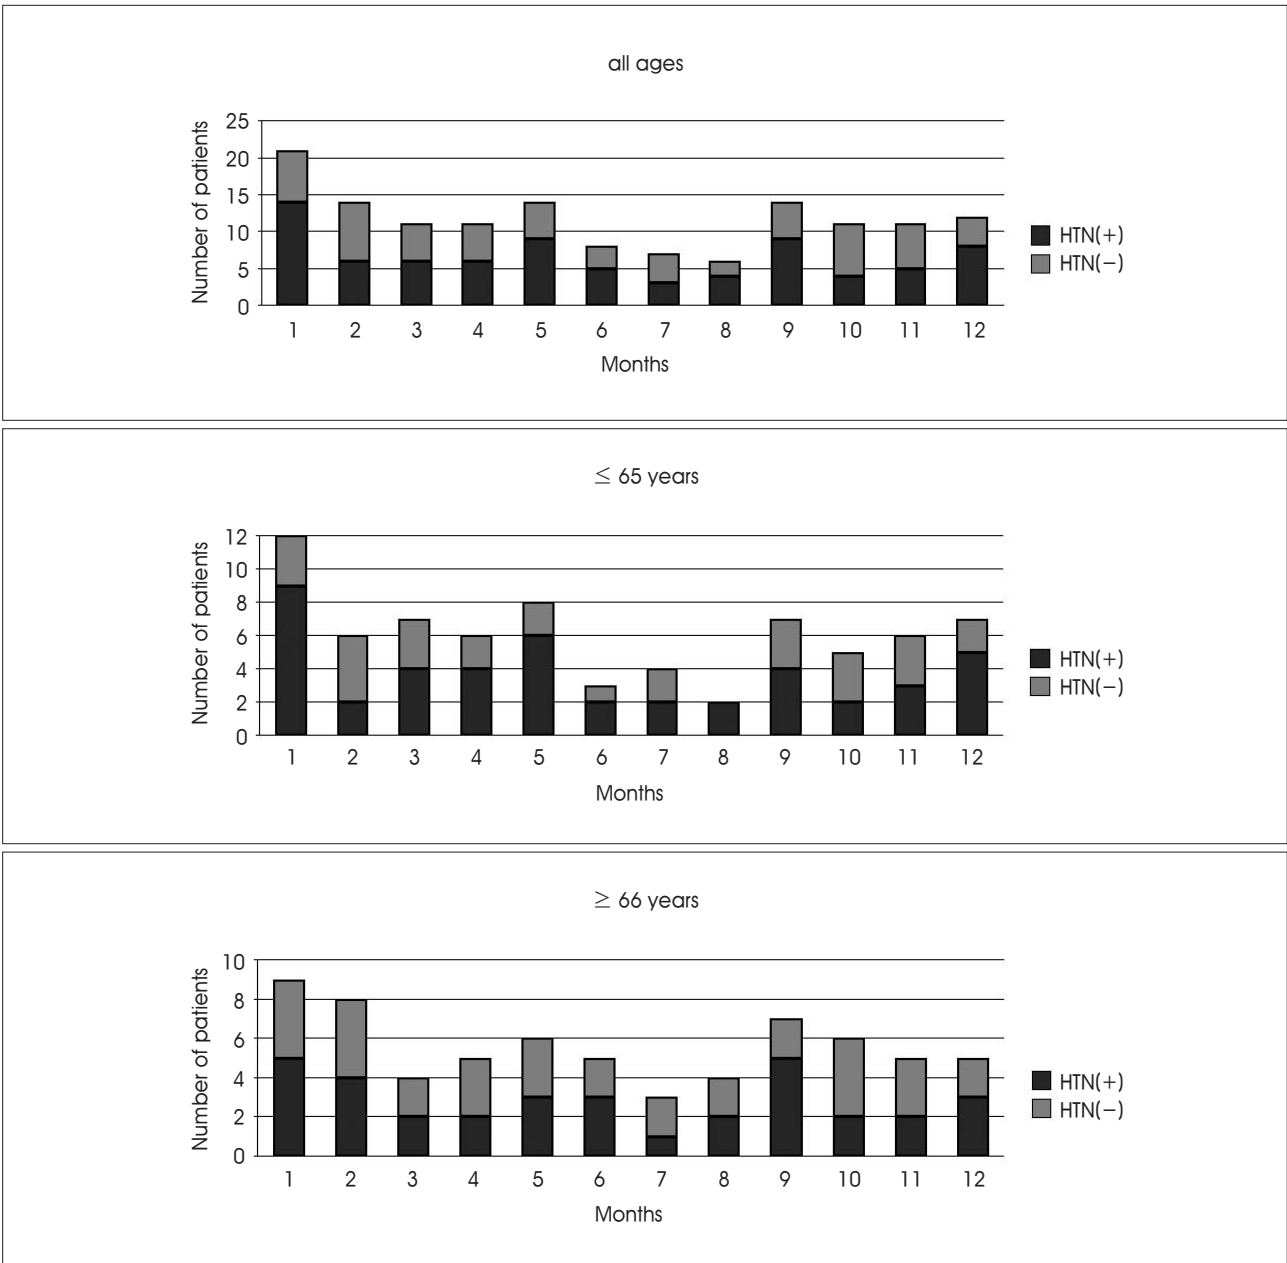 all ages
Number of patients
25
20
15
10
5
0
1 2 3 4 5 6 7 8 9 10 11 12
Months
HTN(+)
HTN(−)
≤ 65 years
Number of patients
12
10
8
6
4
2
0
1 2 3 4 5 6 7 8 9 10 11 12
Months
HTN(+)
HTN(−)
≥ 66 years
Number of patients
10
8
6
4
2
0
1 2 3 4 5 6 7 8 9 10 11 12
Months
HTN(+)
HTN(−)